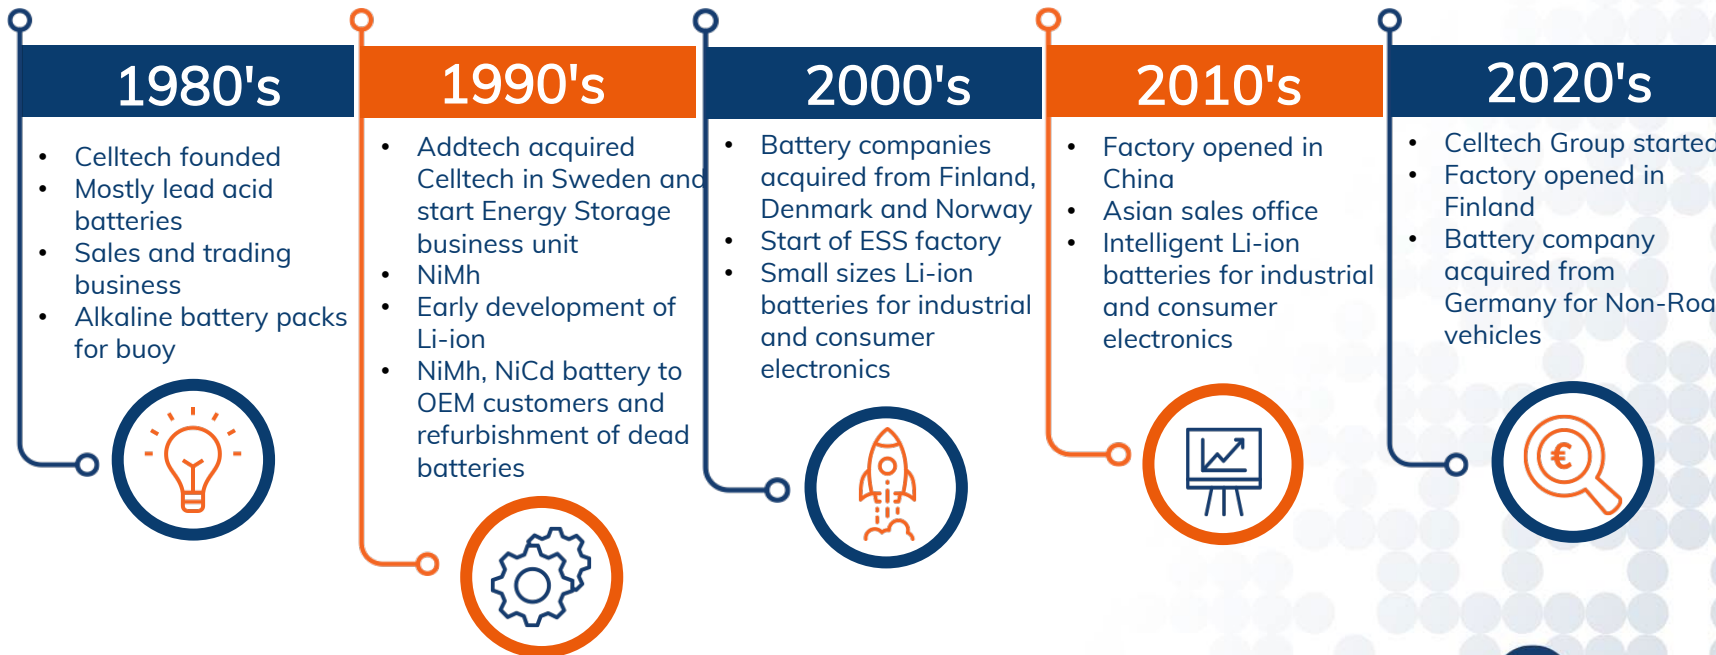 1980's
• Celltech founded
• Mostly lead acid
batteries
• Sales and trading
business
• Alkaline battery packs
for buoy
1990's
• Addtech acquired
Celltech in Sweden and
start Energy Storage
business unit
• NiMh
• Early development of
Li-ion
• NiMh, NiCd battery to
OEM customers and
refurbishment of dead
batteries
2000's
• Battery companies
acquired from Finland,
Denmark and Norway
• Start of ESS factory
• Small sizes Li-ion
batteries for industrial
and consumer
electronics
2010's
• Factory opened in
China
• Asian sales office
• Intelligent Li-ion
batteries for industrial
and consumer
electronics
2020's
• Celltech Group started
• Factory opened in
Finland
• Battery company
acquired from
Germany for Non-Roa
vehicles
€